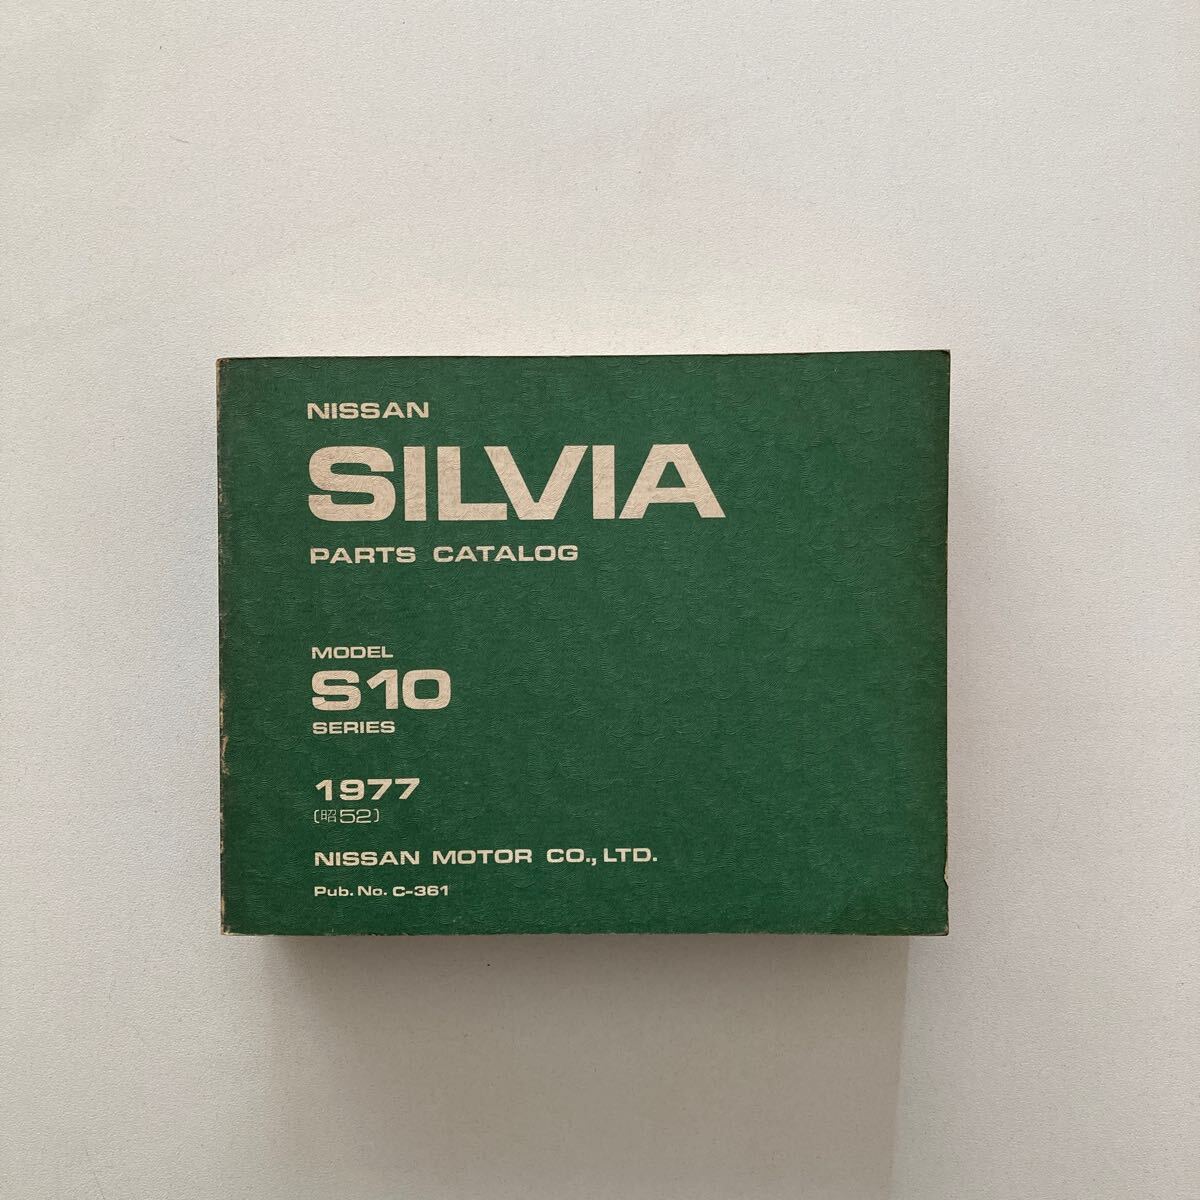 NISSAN
SILVIA
PARTS CATALOG
MODEL
S10
SERIES
1977
〔昭52〕
NISSAN MOTOR CO., LTD.
Pub. No. C-361